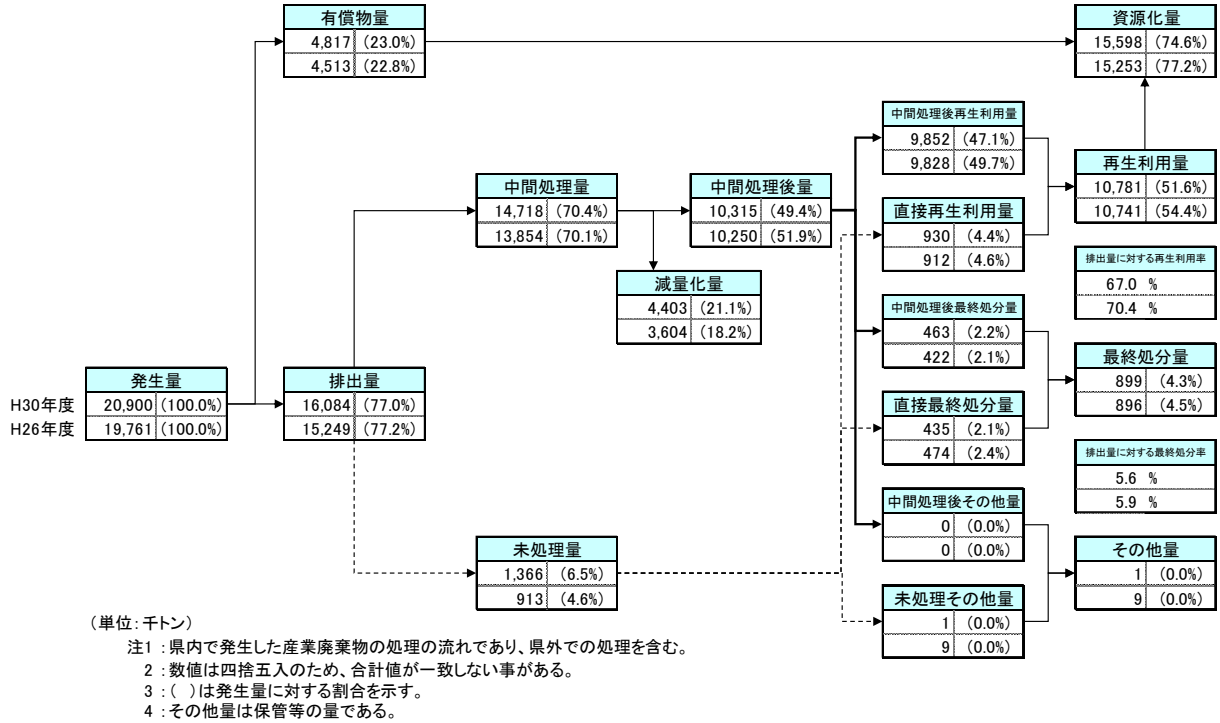 有償物量
4,817 (23.0%)
4,513 (22.8%)
資源化量
15,598 (74.6%)
15,253 (77.2%)
中間処理後再生利用量
9,852 (47.1%)
9,828 (49.7%)
再生利用量
10,781 (51.6%)
10,741 (54.4%)
中間処理量
14,718 (70.4%)
13,854 (70.1%)
中間処理後量
10,315 (49.4%)
10,250 (51.9%)
直接再生利用量
930 (4.4%)
912 (4.6%)
排出量に対する再生利用率
67.0 %
70.4 %
減量化量
4,403 (21.1%)
3,604 (18.2%)
中間処理後最終処分量
463 (2.2%)
422 (2.1%)
最終処分量
899 (4.3%)
896 (4.5%)
発生量
H30年度 20,900 (100.0%)
H26年度 19,761 (100.0%)
排出量
16,084 (77.0%)
15,249 (77.2%)
直接最終処分量
435 (2.1%)
474 (2.4%)
排出量に対する最終処分率
5.6 %
5.9 %
中間処理後その他量
0 (0.0%)
0 (0.0%)
未処理量
1,366 (6.5%)
913 (4.6%)
その他量
1 (0.0%)
9 (0.0%)
未処理その他量
1 (0.0%)
9 (0.0%)
(単位:千トン)
注1 :県内で発生した産業廃棄物の処理の流れであり、県外での処理を含む。
2 :数値は四捨五入のため、合計値が一致しない事がある。
3 :( )は発生量に対する割合を示す。
4 :その他量は保管等の量である。